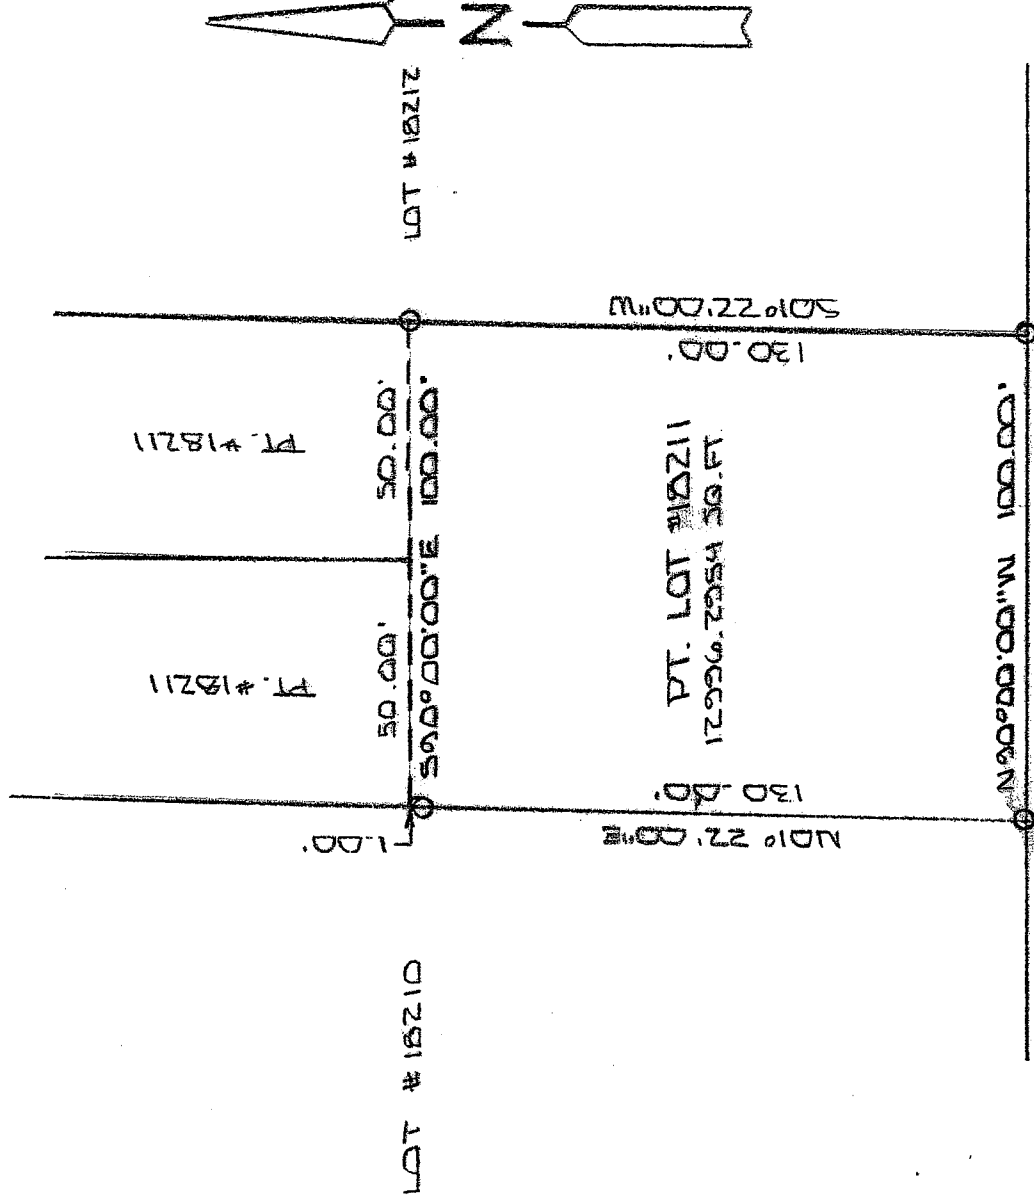 N
LOT #18212
S01°22'00"W
130.00'
PT. #18211
50.00'
PT. #18211
50.00'
S90°00'00"E 100.00'
PT. LOT #18211
12996.2954 SQ.FT
N90°00'00"W 100.00'
130.00'
N01°22'00"E
1.00'
LOT #18210